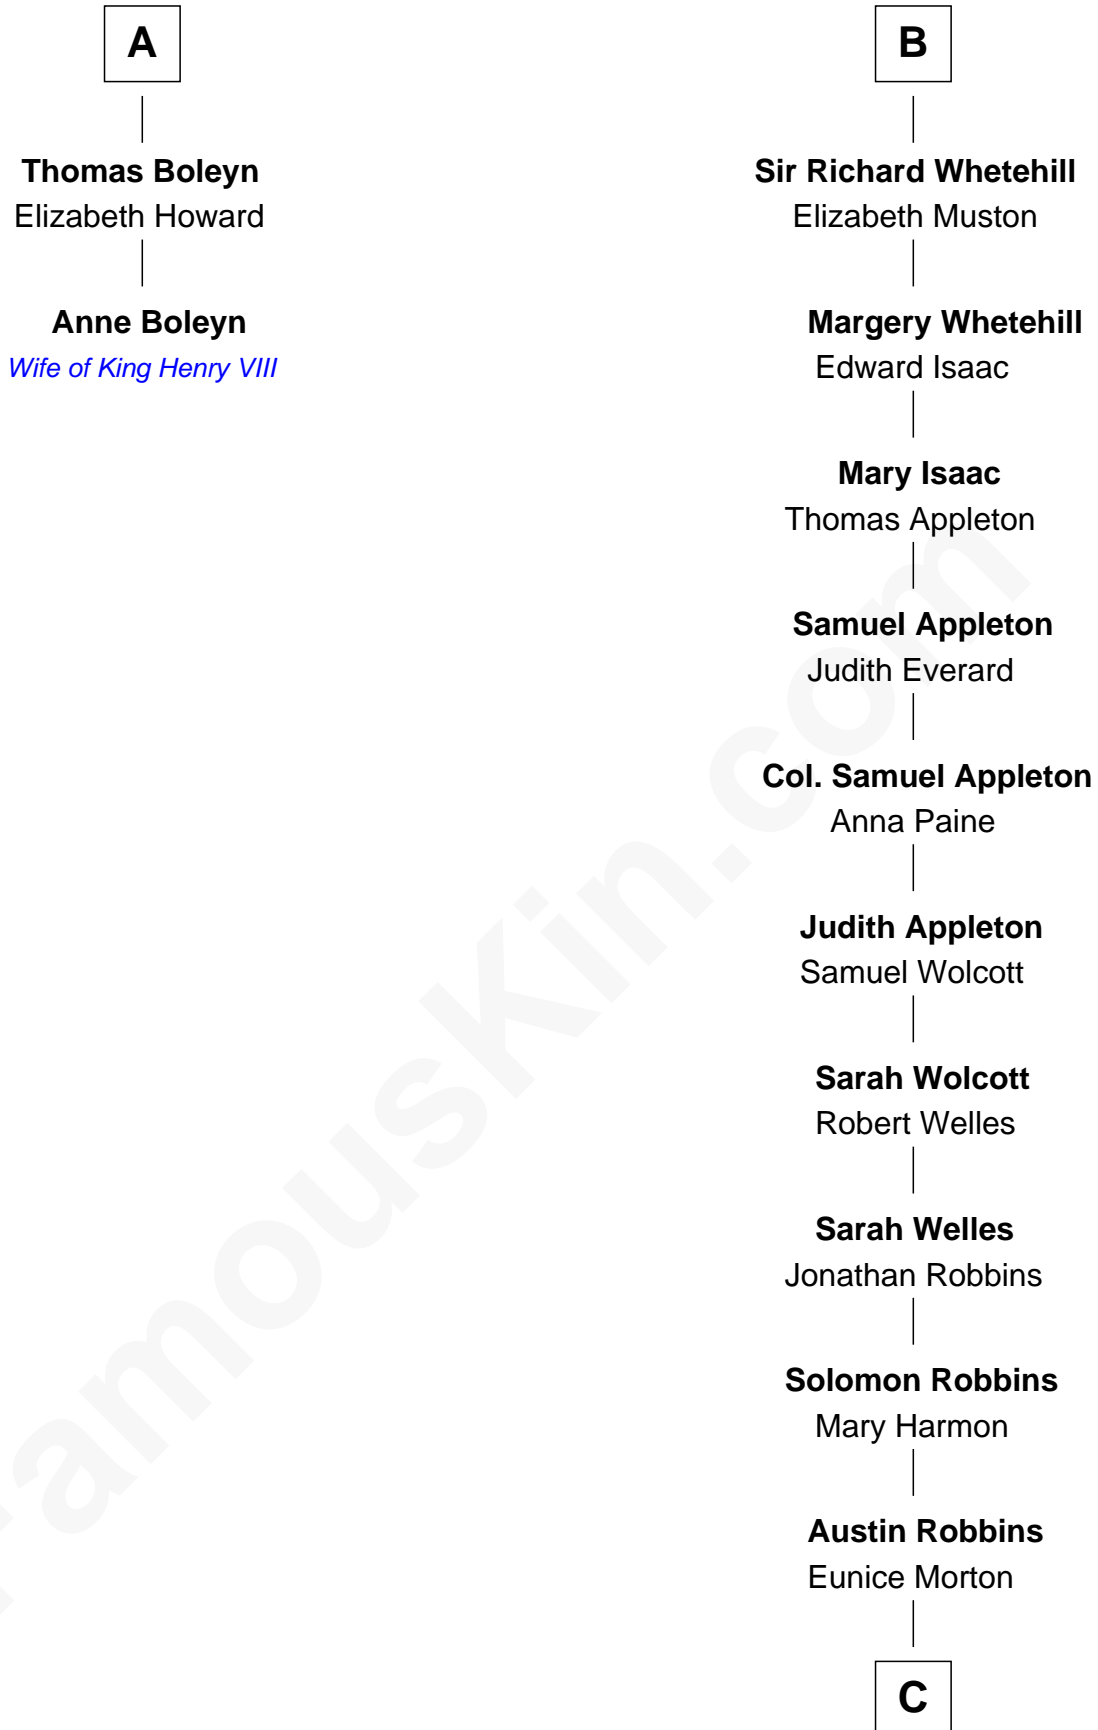 A
Thomas Boleyn
Elizabeth Howard
Anne Boleyn
Wife of King Henry VIII
B
Sir Richard Whetehill
Elizabeth Muston
Margery Whetehill
Edward Isaac
Mary Isaac
Thomas Appleton
Samuel Appleton
Judith Everard
Col. Samuel Appleton
Anna Paine
Judith Appleton
Samuel Wolcott
Sarah Wolcott
Robert Welles
Sarah Welles
Jonathan Robbins
Solomon Robbins
Mary Harmon
Austin Robbins
Eunice Morton
C
FamousKin.com